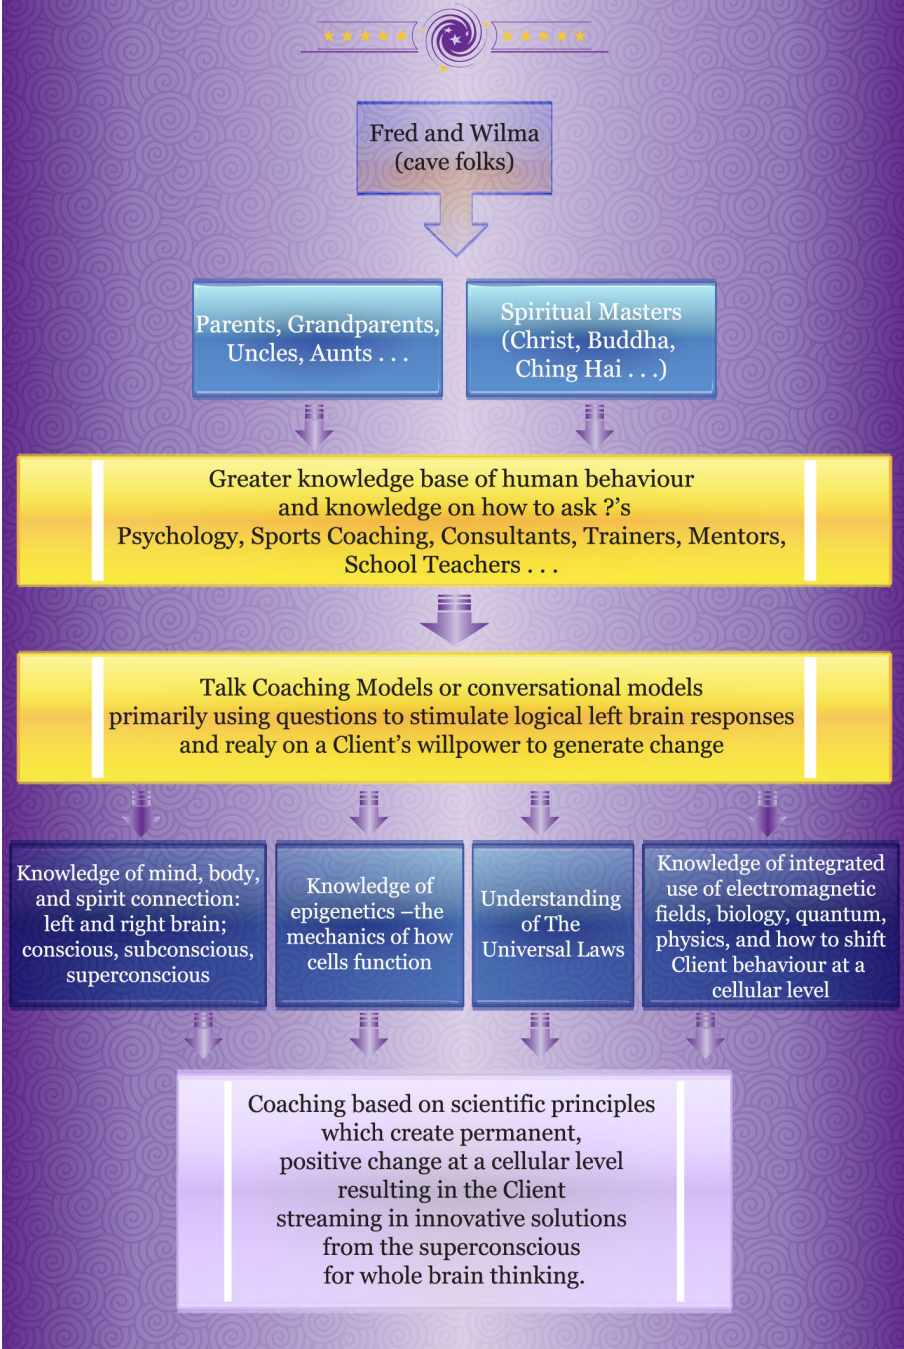 Fred and Wilma
(cave folks)
Parents, Grandparents,
Uncles, Aunts . . .
Spiritual Masters
(Christ, Buddha,
Ching Hai . . .)
Greater knowledge base of human behaviour
and knowledge on how to ask ?'s
Psychology, Sports Coaching, Consultants, Trainers, Mentors,
School Teachers . . .
Talk Coaching Models or conversational models
primarily using questions to stimulate logical left brain responses
and realy on a Client's willpower to generate change
Knowledge of mind, body,
and spirit connection:
left and right brain;
conscious, subconscious,
superconscious
Knowledge of
epigenetics –the
mechanics of how
cells function
Understanding
of The
Universal Laws
Knowledge of integrated
use of electromagnetic
fields, biology, quantum,
physics, and how to shift
Client behaviour at a
cellular level
Coaching based on scientific principles
which create permanent,
positive change at a cellular level
resulting in the Client
streaming in innovative solutions
from the superconscious
for whole brain thinking.